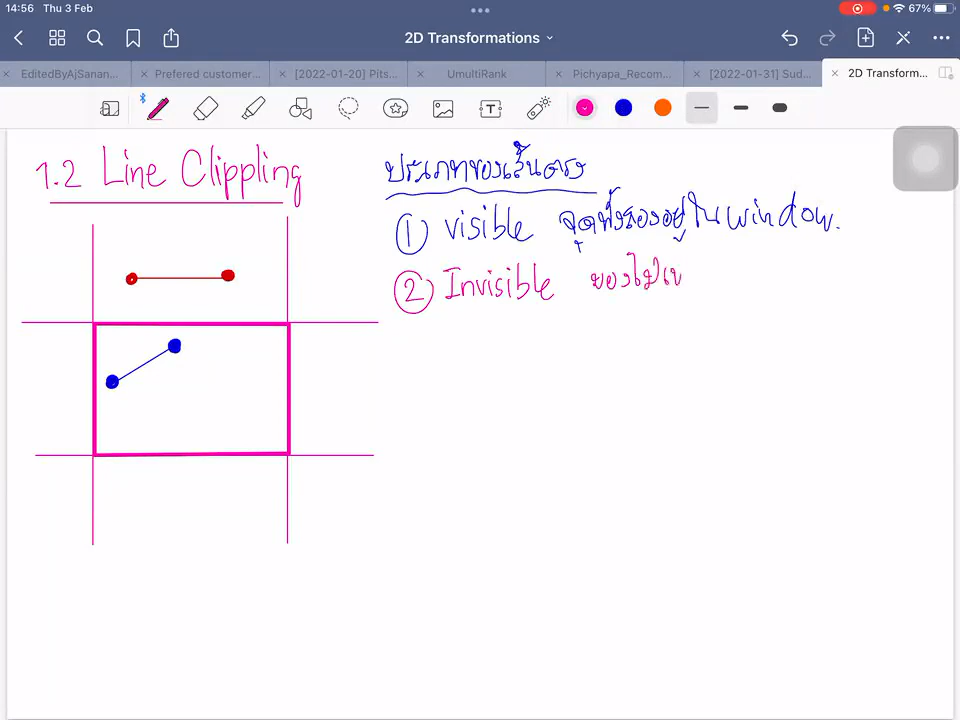 14:56 Thu 3 Feb
67%
2D Transformations
EditedByAjSanan...
Prefered customer...
[2022-01-20] Pits...
UmultiRank
Pichyapa_Recom...
[2022-01-31] Sud...
2D Transform...
1.2 Line Clippling
ประเภทของเส้นตรง
① visible จุดทั้งสองอยู่ใน window.
② Invisible มองไม่เห